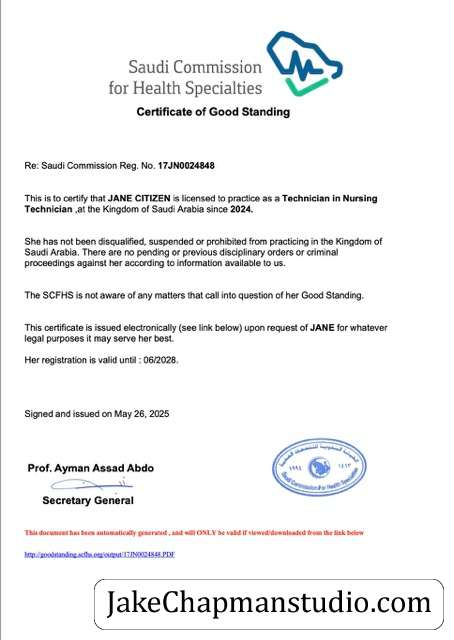 Saudi Commission
for Health Specialties
Certificate of Good Standing
Re: Saudi Commission Reg. No. 17JN0024848
This is to certify that JANE CITIZEN is licensed to practice as a Technician in Nursing
Technician ,at the Kingdom of Saudi Arabia since 2024.
She has not been disqualified, suspended or prohibited from practicing in the Kingdom of
Saudi Arabia. There are no pending or previous disciplinary orders or criminal
proceedings against her according to information available to us.
The SCFHS is not aware of any matters that call into question of her Good Standing.
This certificate is issued electronically (see link below) upon request of JANE for whatever
legal purposes it may serve her best.
Her registration is valid until : 06/2028.
Signed and issued on May 26, 2025
Prof. Ayman Assad Abdo
Secretary General
الهيئة السعودية للتخصصات الصحية
١٩٩٢ ١٤١٣
Saudi Commission for Health Specialties
This document has been automatically generated , and will ONLY be valid if viewed/downloaded from the link below
http://goodstanding.scfhs.org/output/17JN0024848.PDF
JakeChapmanstudio.com